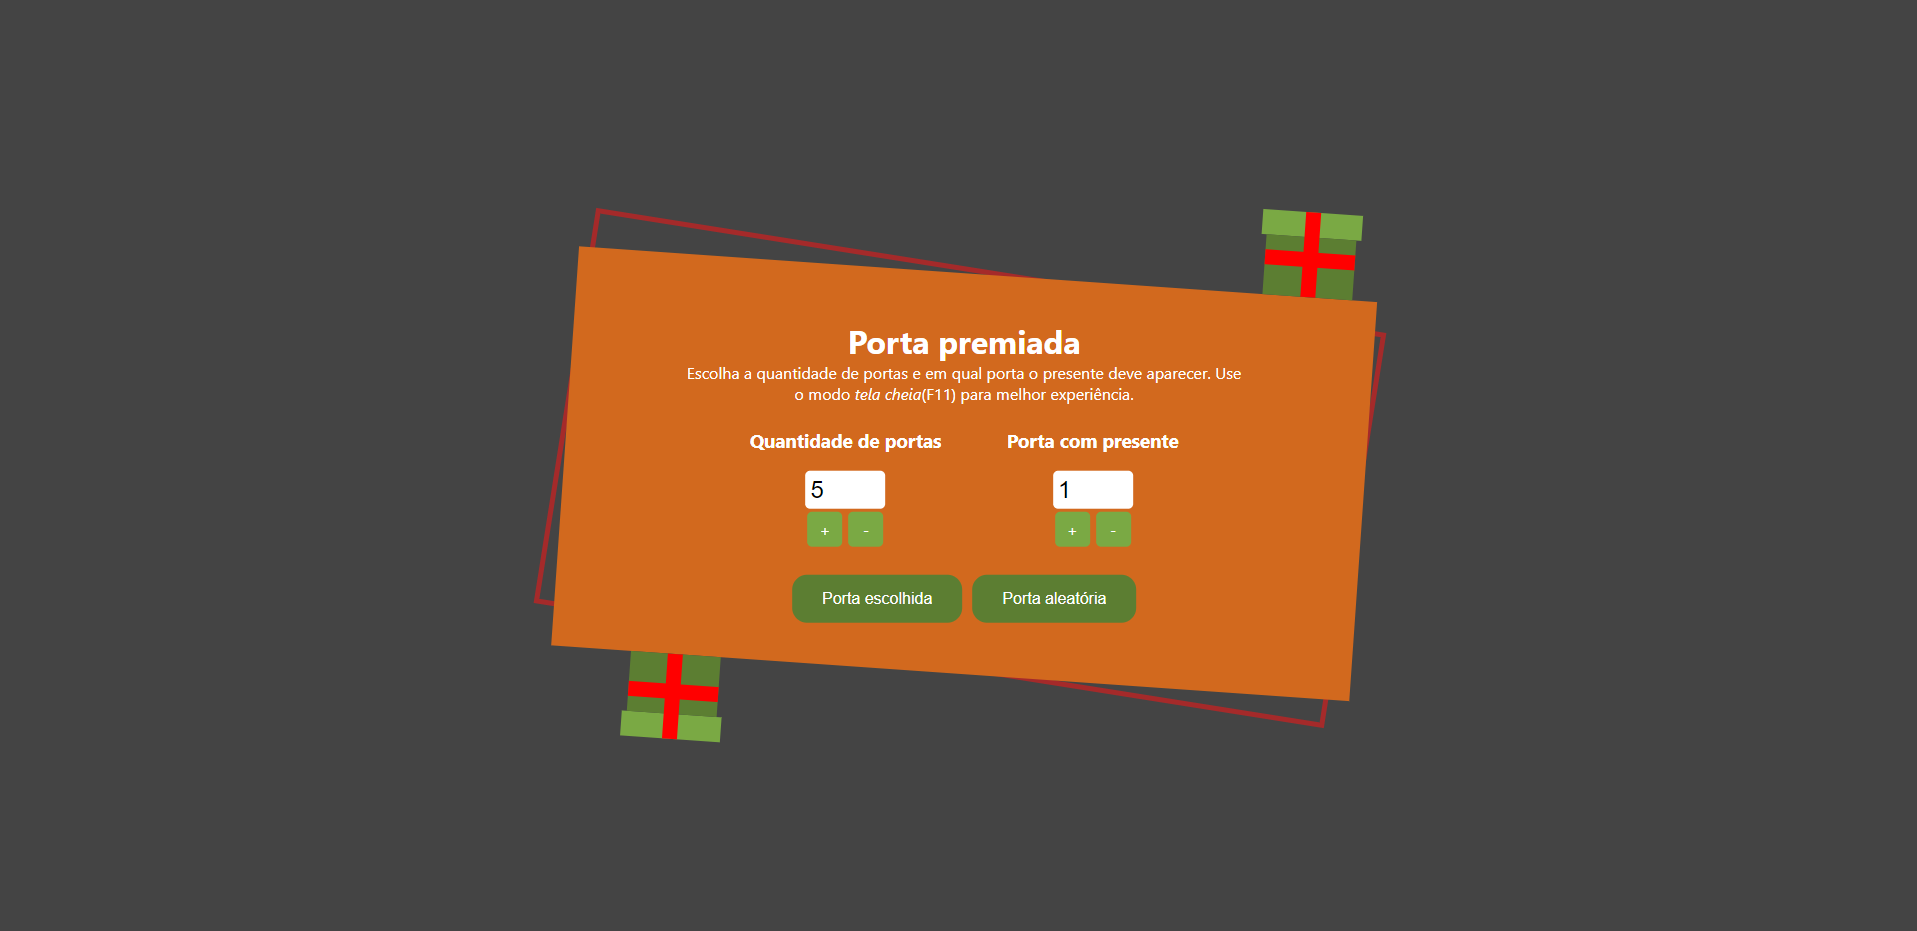 Porta premiada
Escolha a quantidade de portas e em qual porta o presente deve aparecer. Use
o modo tela cheia(F11) para melhor experiência.
Quantidade de portas
Porta com presente
5
1
+ -
+ -
Porta escolhida
Porta aleatória